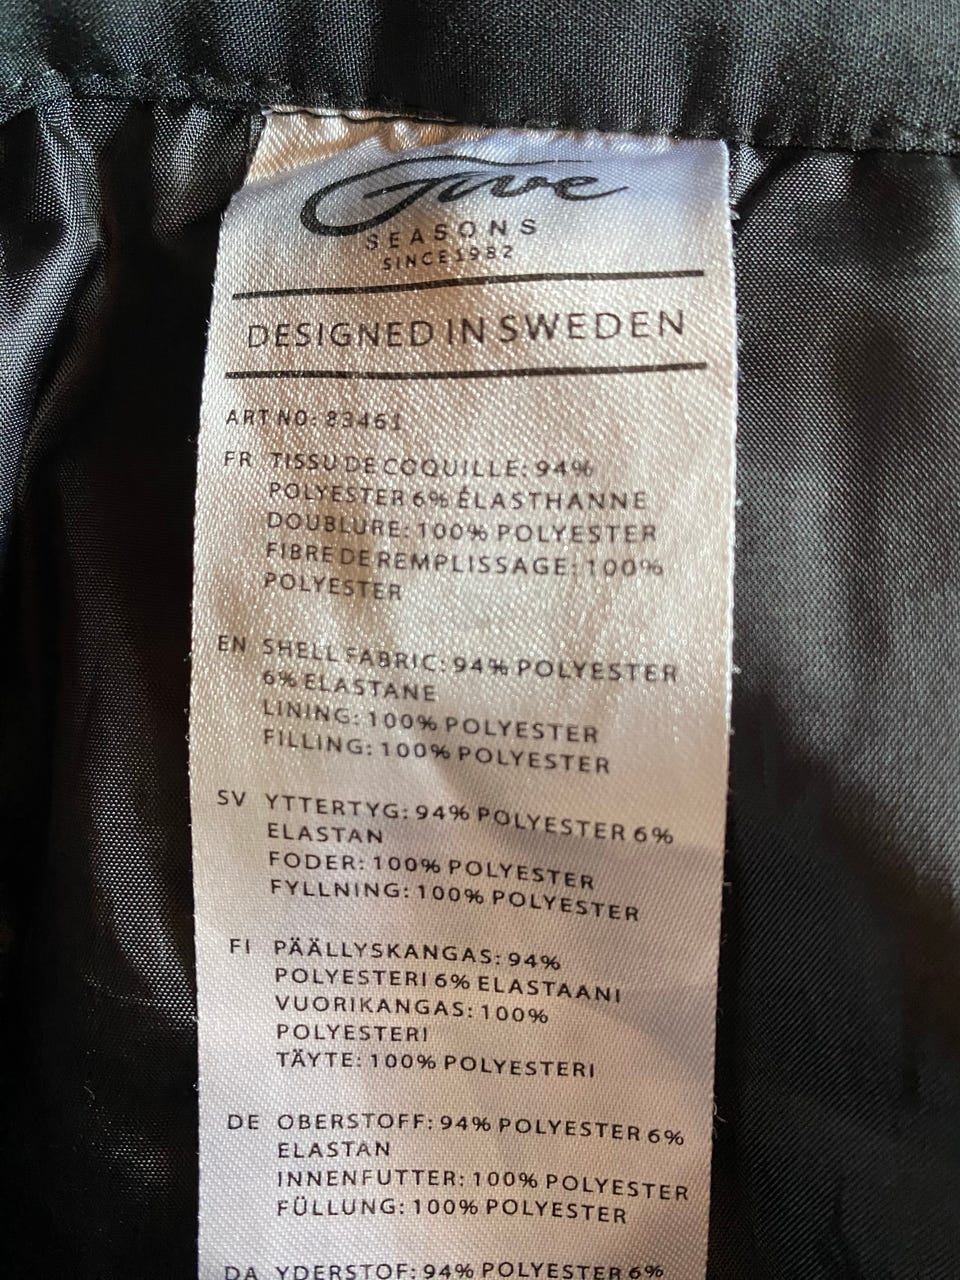 SEASONS
SINCE 1982
DESIGNED IN SWEDEN
ART NO: 83461
FR TISSU DE COQUILLE: 94%
POLYESTER 6% ÉLASTHANNE
DOUBLURE: 100% POLYESTER
FIBRE DE REMPLISSAGE: 100%
POLYESTER
EN SHELL FABRIC: 94% POLYESTER
6% ELASTANE
LINING: 100% POLYESTER
FILLING: 100% POLYESTER
SV YTTERTYG: 94% POLYESTER 6%
ELASTAN
FODER: 100% POLYESTER
FYLLNING: 100% POLYESTER
FI PÄÄLLYSKANGAS: 94%
POLYESTERI 6% ELASTAANI
VUORIKANGAS: 100%
POLYESTERI
TÄYTE: 100% POLYESTERI
DE OBERSTOFF: 94% POLYESTER 6%
ELASTAN
INNENFUTTER: 100% POLYESTER
FÜLLUNG: 100% POLYESTER
DA YDERSTOF: 94% POLYESTER 6%